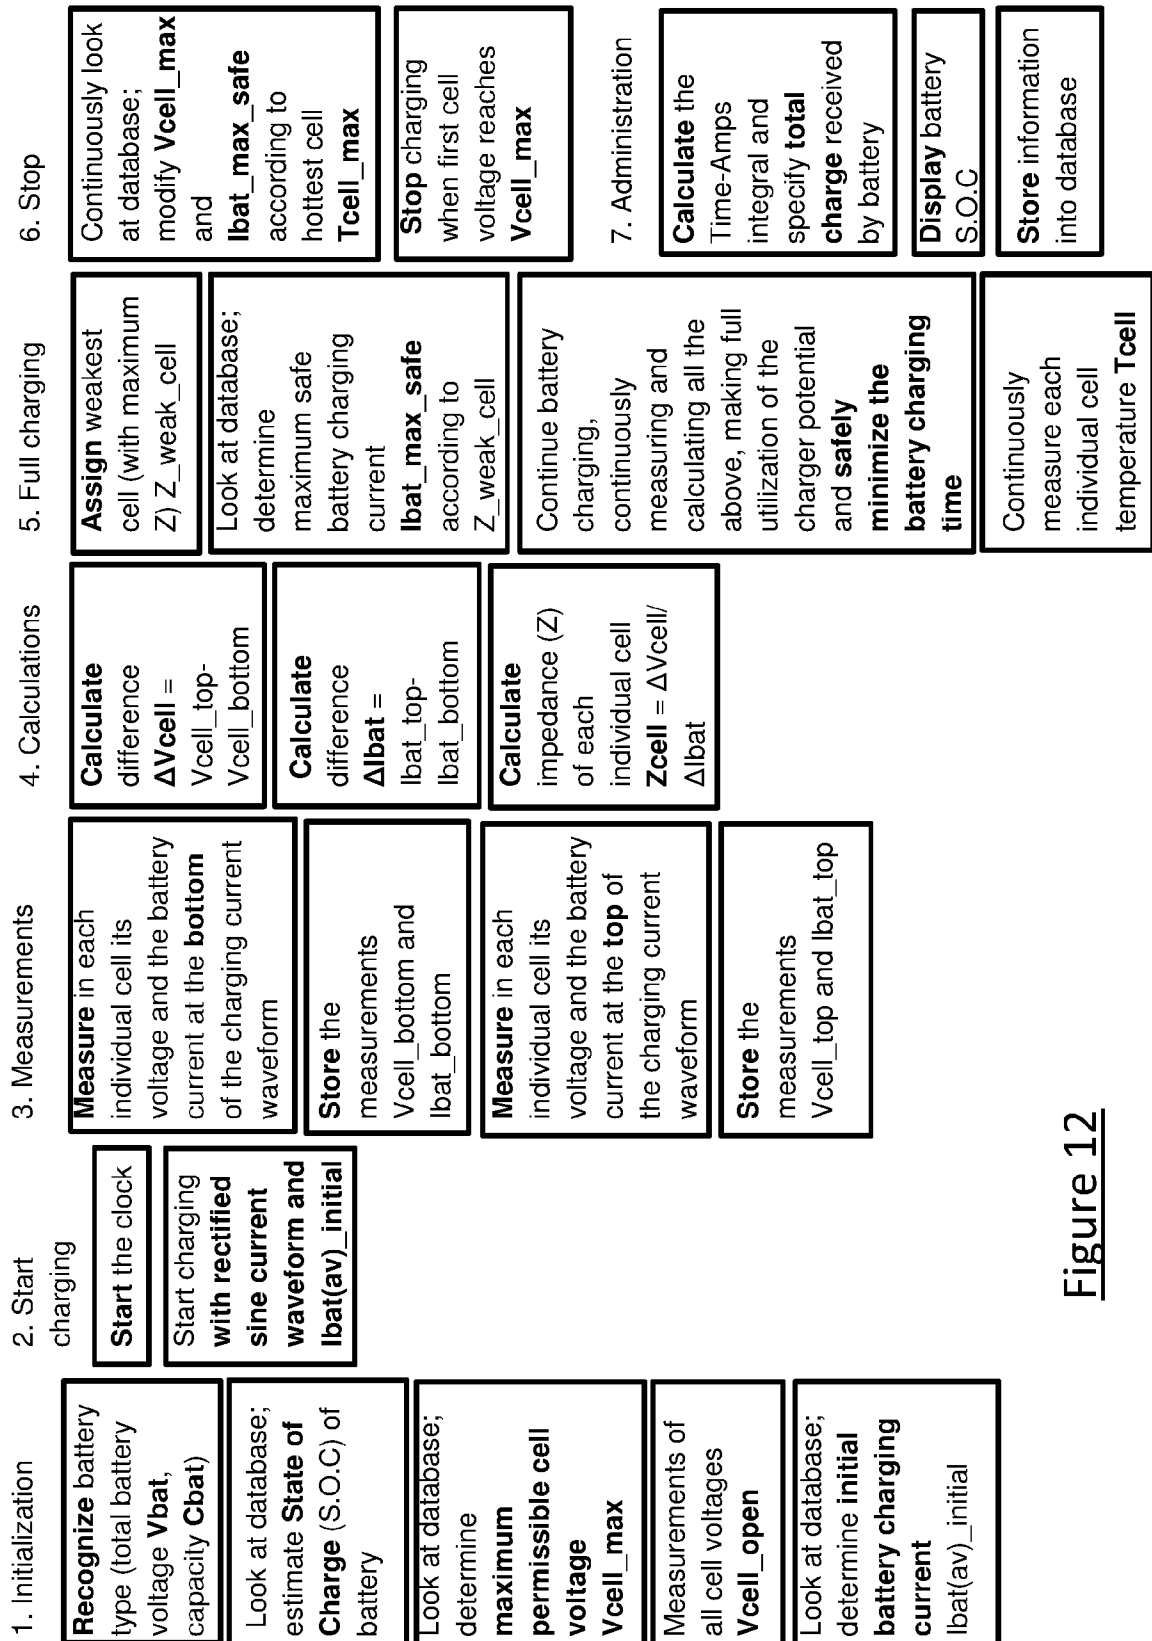 1. Initialization
Recognize battery
type (total battery
voltage Vbat,
capacity Cbat)
Look at database;
estimate State of
Charge (S.O.C) of
battery
Look at database;
determine
maximum
permissible cell
voltage
Vcell_max
Measurements of
all cell voltages
Vcell_open
Look at database;
determine initial
battery charging
current
Ibat(av)_initial
2. Start
charging
Start the clock
Start charging
with rectified
sine current
waveform and
Ibat(av)_initial
3. Measurements
Measure in each
individual cell its
voltage and the battery
current at the bottom
of the charging current
waveform
Store the
measurements
Vcell_bottom and
Ibat_bottom
Measure in each
individual cell its
voltage and the battery
current at the top of
the charging current
waveform
Store the
measurements
Vcell_top and Ibat_top
4. Calculations
Calculate
difference
ΔVcell =
Vcell_top-
Vcell_bottom
Calculate
difference
ΔIbat =
Ibat_top-
Ibat_bottom
Calculate
impedance (Z)
of each
individual cell
Zcell = ΔVcell/
ΔIbat
5. Full charging
Assign weakest
cell (with maximum
Z) Z_weak_cell
Look at database;
determine
maximum safe
battery charging
current
Ibat_max_safe
according to
Z_weak_cell
Continue battery
charging,
continuously
measuring and
calculating all the
above, making full
utilization of the
charger potential
and safely
minimize the
battery charging
time
Continuously
measure each
individual cell
temperature Tcell
6. Stop
Continuously look
at database;
modify Vcell_max
and
Ibat_max_safe
according to
hottest cell
Tcell_max
Stop charging
when first cell
voltage reaches
Vcell_max
7. Administration
Calculate the
Time-Amps
integral and
specify total
charge received
by battery
Display battery
S.O.C
Store information
into database
Figure 12